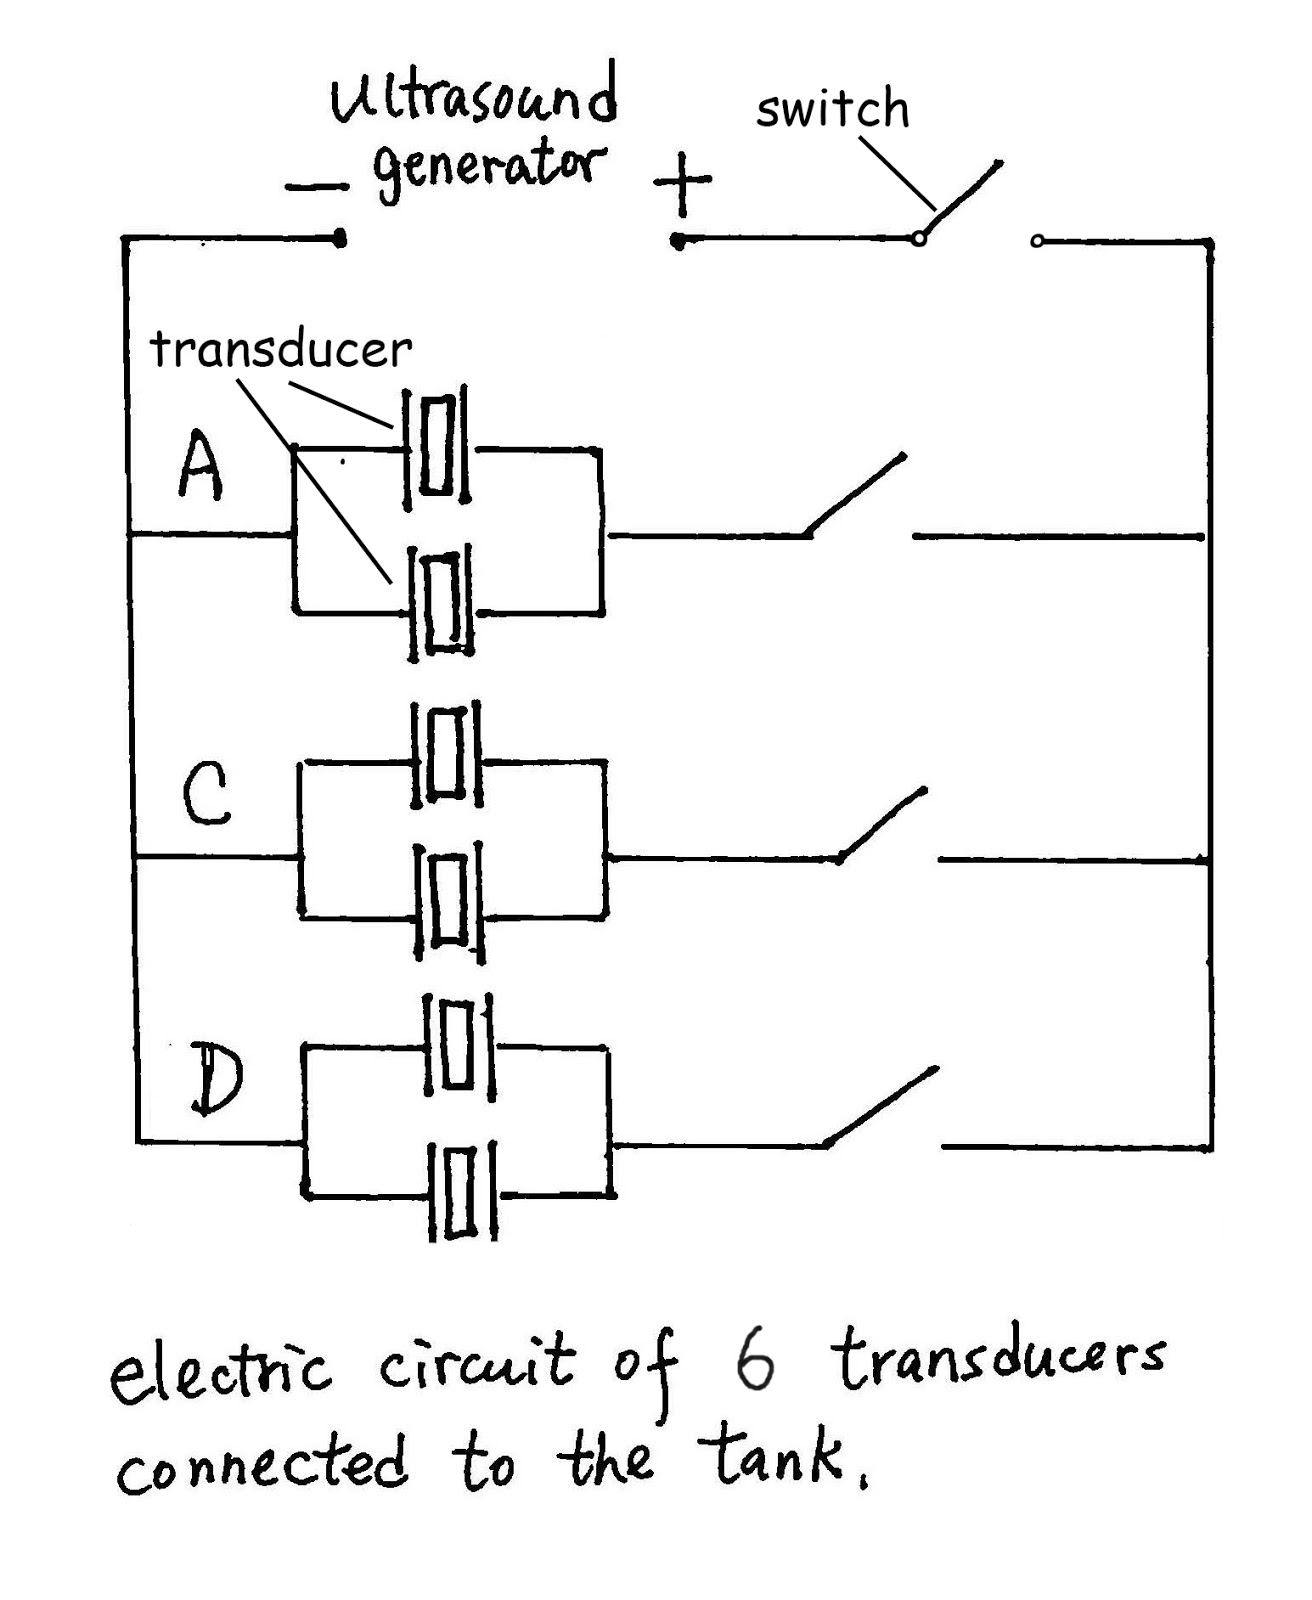 ultrasound
generator
− +
switch
transducer
A
C
D
electric circuit of 6 transducers
connected to the tank.